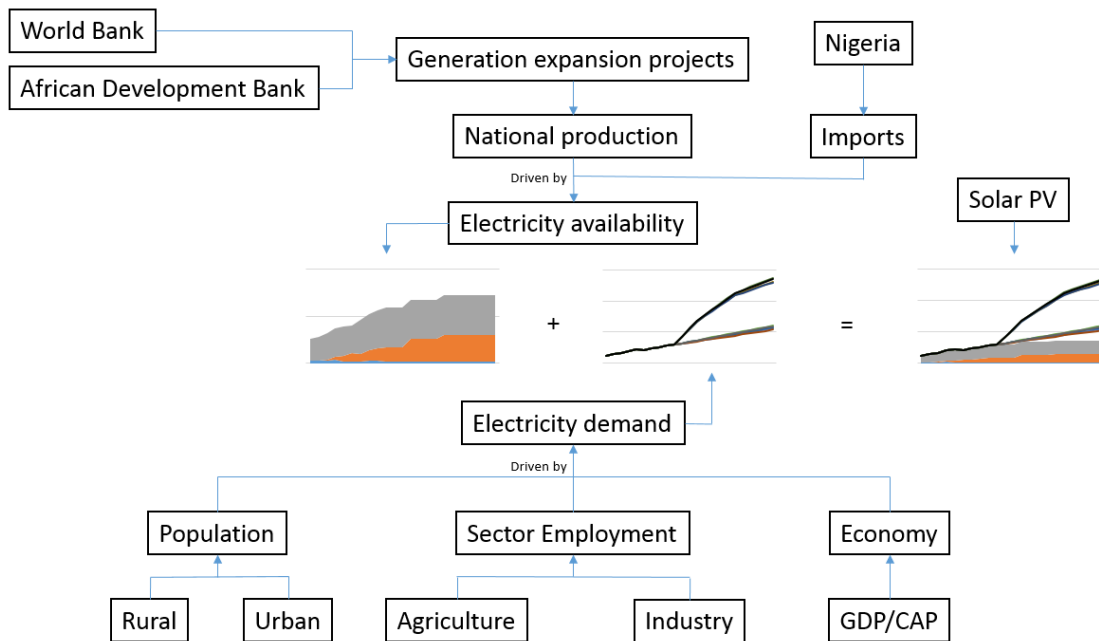 World Bank
African Development Bank
Generation expansion projects
Nigeria
National production
Imports
Driven by
Electricity availability
Solar PV
+
=
Electricity demand
Driven by
Population
Sector Employment
Economy
Rural
Urban
Agriculture
Industry
GDP/CAP